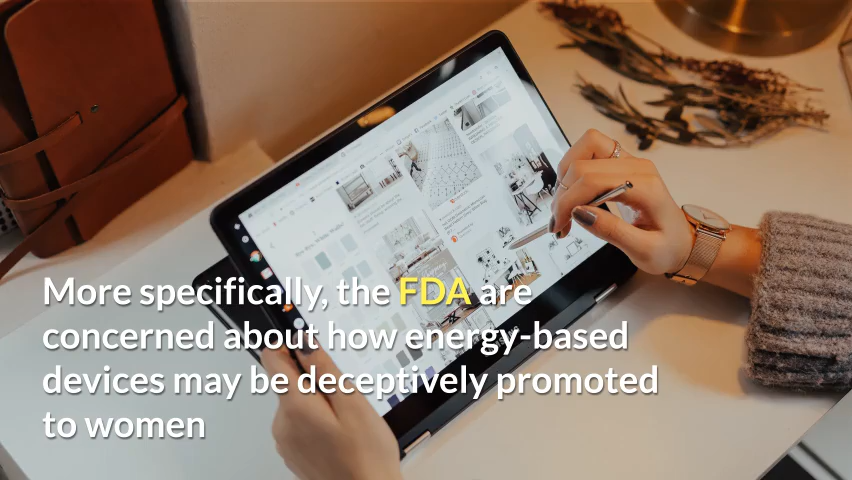 More specifically, the FDA are
concerned about how energy-based
devices may be deceptively promoted
to women